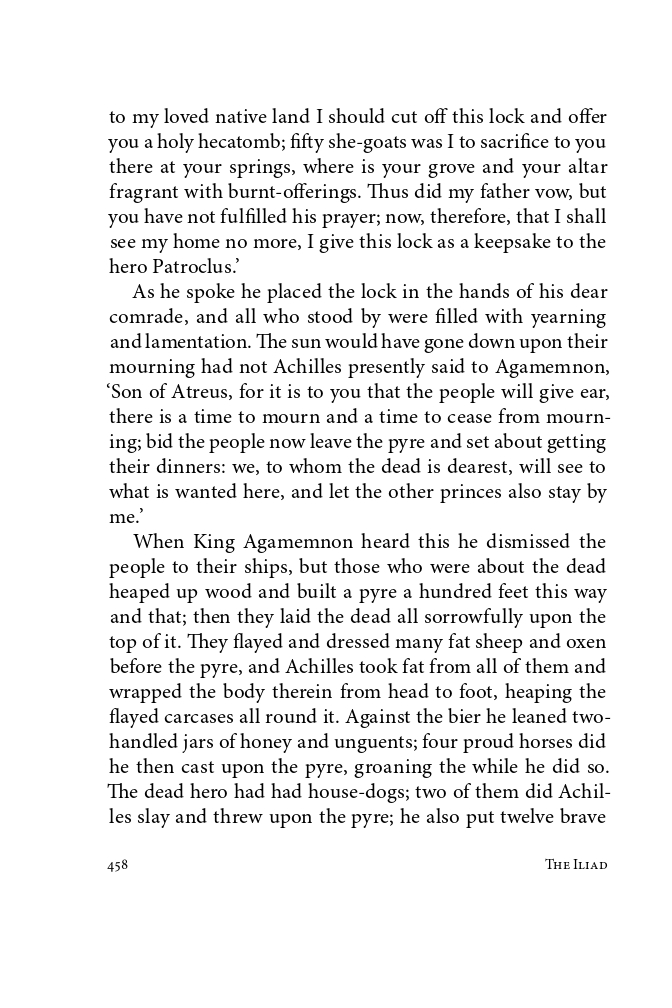 to my loved native land I should cut off this lock and offer
you a holy hecatomb; fifty she-goats was I to sacrifice to you
there at your springs, where is your grove and your altar
fragrant with burnt-offerings. Thus did my father vow, but
you have not fulfilled his prayer; now, therefore, that I shall
see my home no more, I give this lock as a keepsake to the
hero Patroclus.’
As he spoke he placed the lock in the hands of his dear
comrade, and all who stood by were filled with yearning
and lamentation. The sun would have gone down upon their
mourning had not Achilles presently said to Agamemnon,
‘Son of Atreus, for it is to you that the people will give ear,
there is a time to mourn and a time to cease from mourn-
ing; bid the people now leave the pyre and set about getting
their dinners: we, to whom the dead is dearest, will see to
what is wanted here, and let the other princes also stay by
me.’
When King Agamemnon heard this he dismissed the
people to their ships, but those who were about the dead
heaped up wood and built a pyre a hundred feet this way
and that; then they laid the dead all sorrowfully upon the
top of it. They flayed and dressed many fat sheep and oxen
before the pyre, and Achilles took fat from all of them and
wrapped the body therein from head to foot, heaping the
flayed carcases all round it. Against the bier he leaned two-
handled jars of honey and unguents; four proud horses did
he then cast upon the pyre, groaning the while he did so.
The dead hero had had house-dogs; two of them did Achil-
les slay and threw upon the pyre; he also put twelve brave
458 The Iliad